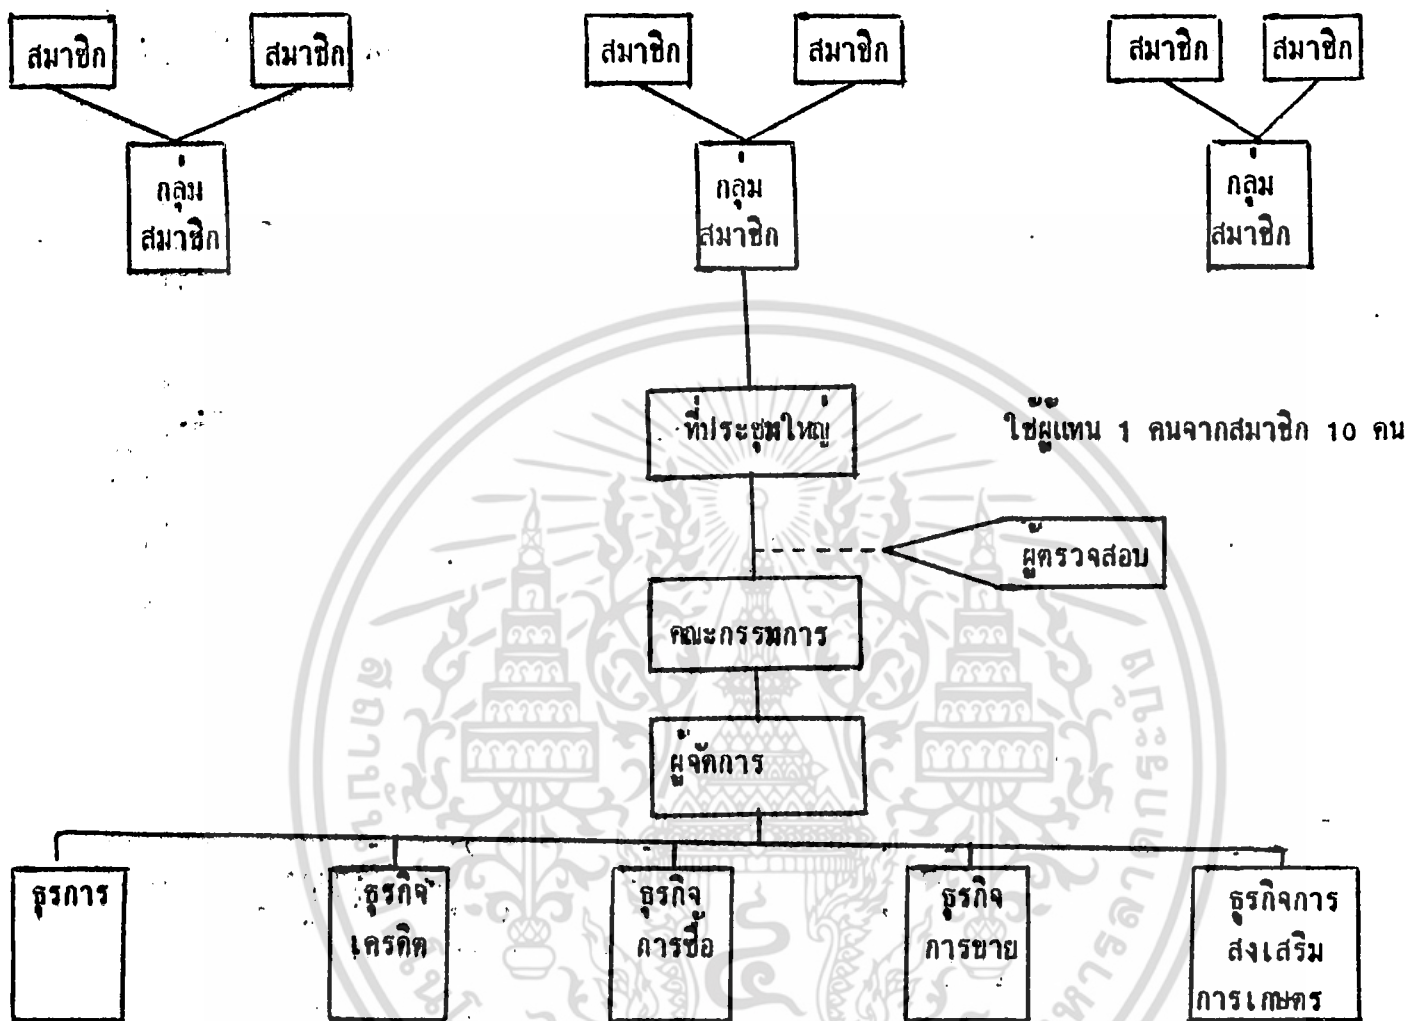 สมาชิก สมาชิก สมาชิก สมาชิก สมาชิก สมาชิก
กลุ่ม กลุ่ม กลุ่ม
สมาชิก สมาชิก สมาชิก
ที่ประชุมใหญ่ ใช้ผู้แทน 1 คนจากสมาชิก 10 คน
ผู้ตรวจสอบ
คณะกรรมการ
ผู้จัดการ
ธุรการ ธุรกิจ ธุรกิจ ธุรกิจ ธุรกิจการ
เครดิต การซื้อ การขาย ส่งเสริม
การเกษตร